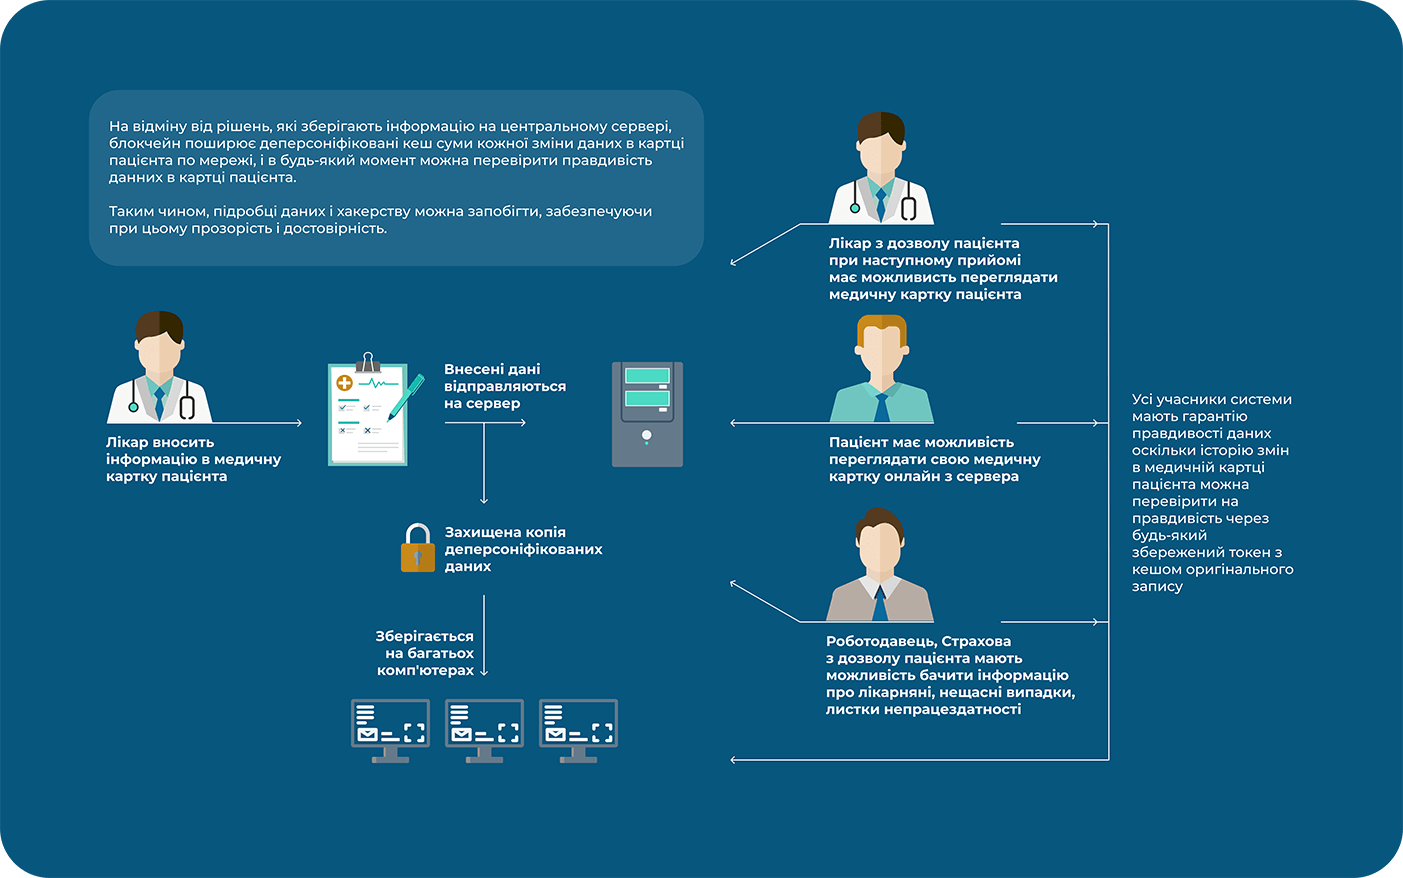 На відміну від рішень, які зберігають інформацію на центральному сервері,
блокчейн поширює деперсоніфіковані кеш суми кожної зміни даних в картці
пацієнта по мережі, і в будь-який момент можна перевірити правдивість
данних в картці пацієнта.
Таким чином, підробці даних і хакерству можна запобігти, забезпечуючи
при цьому прозорість і достовірність.
Лікар вносить
інформацію в медичну
картку пацієнта
Внесені дані
відправляються
на сервер
Захищена копія
деперсоніфікованих
даних
Зберігається
на багатьох
комп'ютерах
Лікар з дозволу пацієнта
при наступному прийомі
має можливисть переглядати
медичну картку пацієнта
Пацієнт має можливість
переглядати свою медичну
картку онлайн з сервера
Роботодавець, Страхова
з дозволу пацієнта мають
можливість бачити інформацію
про лікарняні, нещасні випадки,
листки непрацездатності
Усі учасники системи
мають гарантію
правдивості даних
оскільки історію змін
в медичній картці
пацієнта можна
перевірити на
правдивість через
будь-який
збережений токен з
кешом оригінального
запису